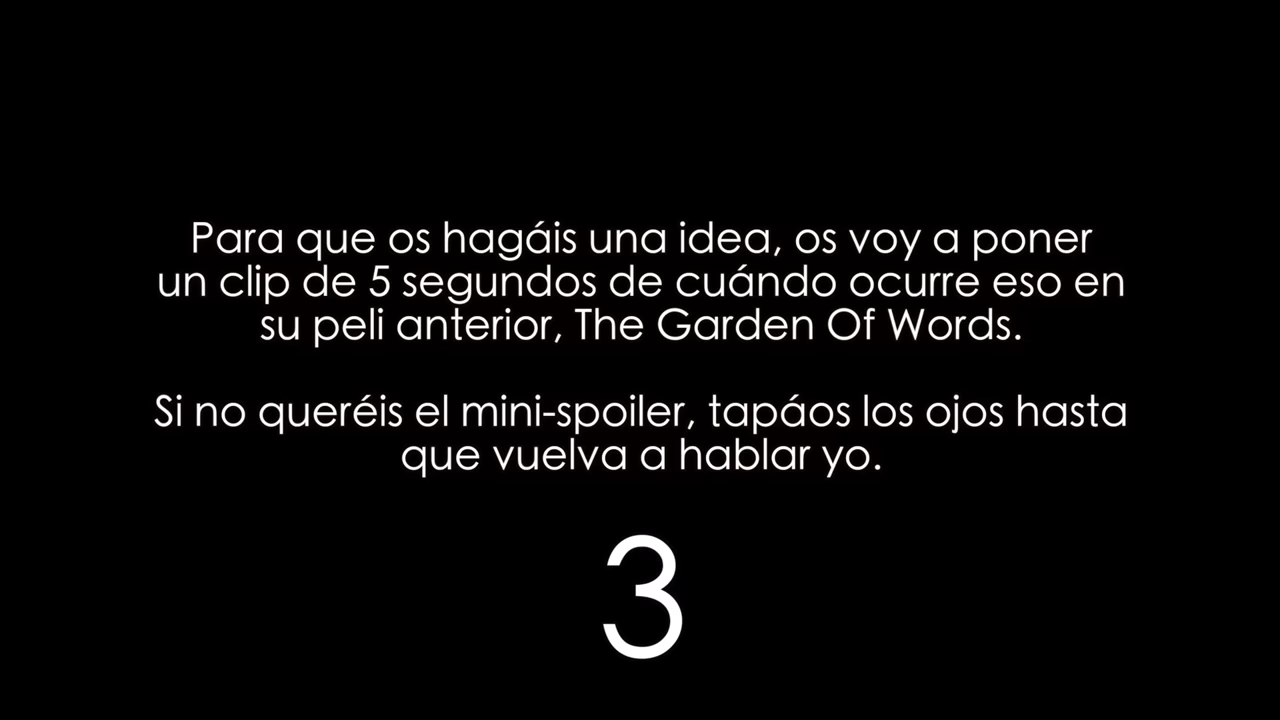 Para que os hagáis una idea, os voy a poner
un clip de 5 segundos de cuándo ocurre eso en
su peli anterior, The Garden Of Words.
Si no queréis el mini-spoiler, tapáos los ojos hasta
que vuelva a hablar yo.
3